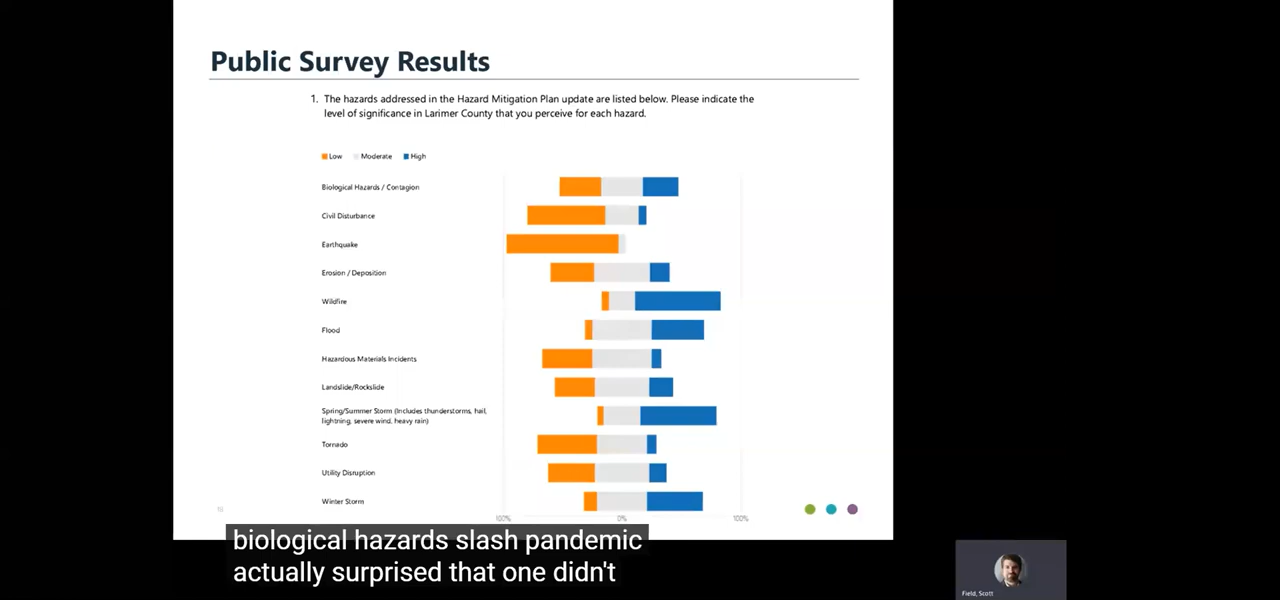 Public Survey Results
1. The hazards addressed in the Hazard Mitigation Plan update are listed below. Please indicate the
level of significance in Larimer County that you perceive for each hazard.
Low Moderate High
Biological Hazards / Contagion
Civil Disturbance
Earthquake
Erosion / Deposition
Wildfire
Flood
Hazardous Materials Incidents
Landslide/Rockslide
Spring/Summer Storm (Includes thunderstorms, hail,
lightning, severe wind, heavy rain)
Tornado
Utility Disruption
Winter Storm
100% 0% 100%
biological hazards slash pandemic
actually surprised that one didn't
Field, Scott